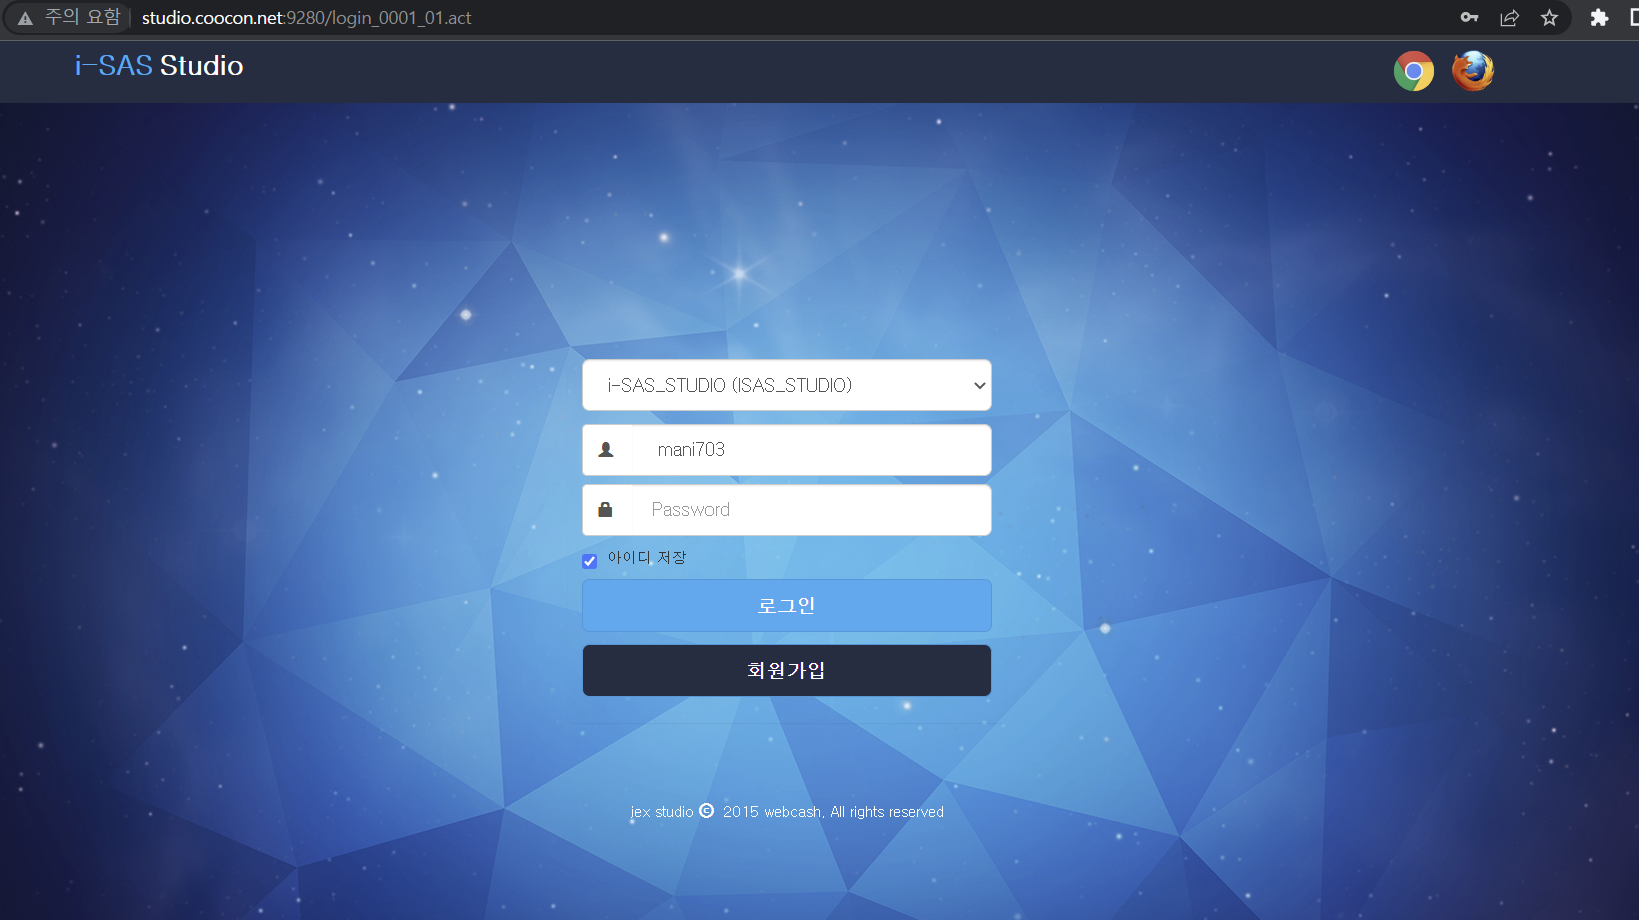 주의 요함 studio.coocon.net:9280/login_0001_01.act
i-SAS Studio
i-SAS_STUDIO (ISAS_STUDIO)
mani703
Password
아이디 저장
로그인
회원가입
jex studio © 2015 webcash, All rights reserved